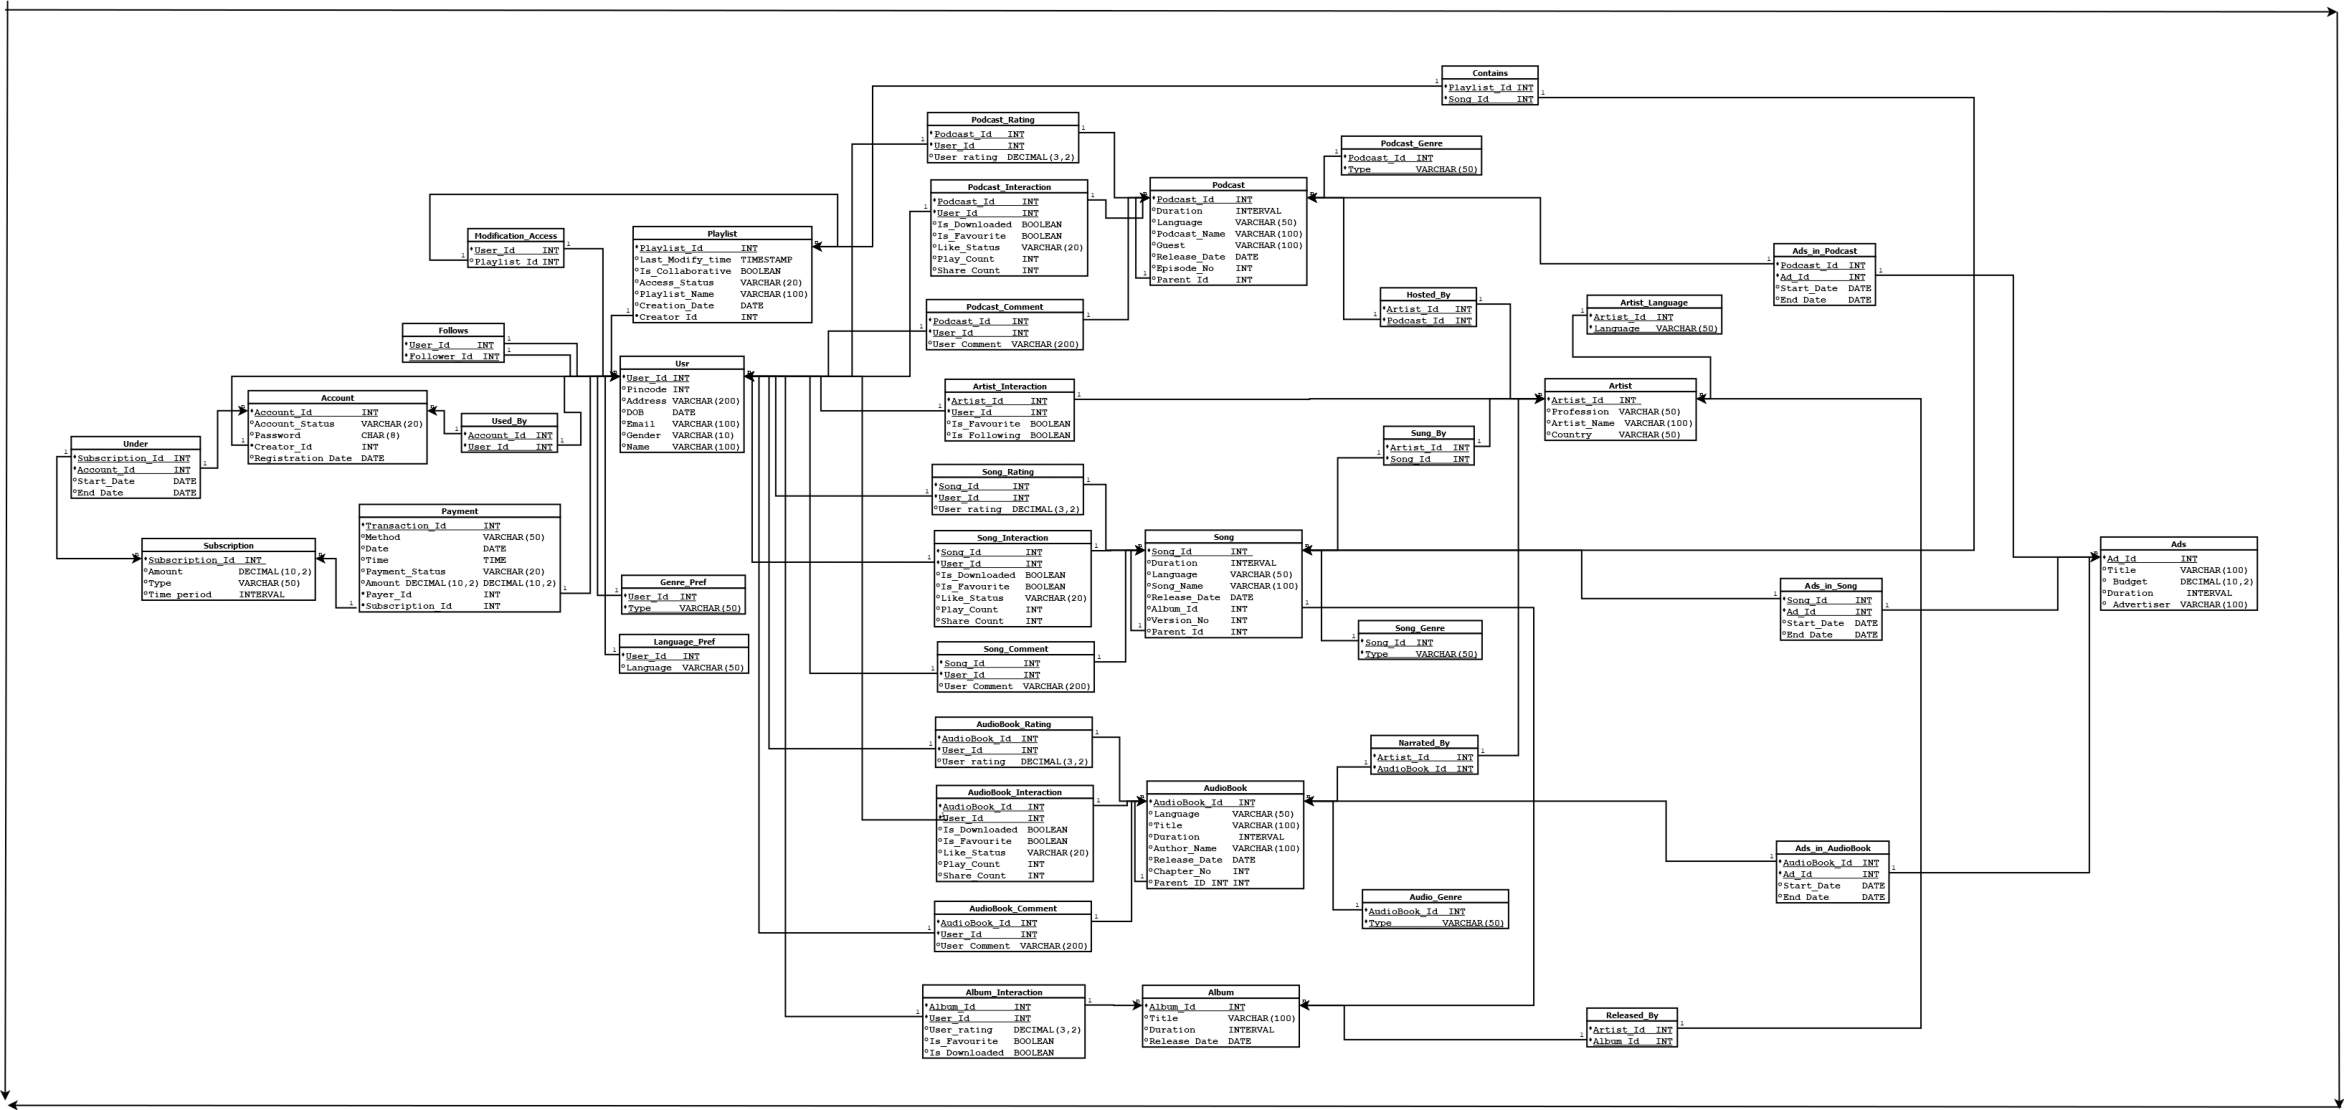 Contains
Playlist_Id INT
Song_Id INT
Podcast_Rating
Podcast_Id INT
User_Id INT
User_rating DECIMAL(3,2)
Podcast_Genre
Podcast_Id INT
Type VARCHAR(50)
Podcast_Interaction
Podcast_Id INT
User_Id INT
Is_Downloaded BOOLEAN
Is_Favourite BOOLEAN
Like_Status VARCHAR(20)
Play_Count INT
Share_Count INT
Podcast
Podcast_Id INT
Duration INTERVAL
Language VARCHAR(50)
Podcast_Name VARCHAR(100)
Guest VARCHAR(100)
Release_Date DATE
Episode_No INT
Parent_Id INT
Modification_Access
User_Id INT
Playlist_Id INT
Playlist
Playlist_Id INT
Last_Modify_time TIMESTAMP
Is_Collaborative BOOLEAN
Access_Status VARCHAR(20)
Playlist_Name VARCHAR(100)
Creation_Date DATE
Creator_Id INT
Ads_in_Podcast
Podcast_Id INT
Ad_Id INT
Start_Date DATE
End_Date DATE
Podcast_Comment
Podcast_Id INT
User_Id INT
User_Comment VARCHAR(200)
Hosted_By
Artist_Id INT
Podcast_Id INT
Artist_Language
Artist_Id INT
Language VARCHAR(50)
Follows
User_Id INT
Follower_Id INT
Usr
User_Id INT
Pincode INT
Address VARCHAR(200)
DOB DATE
Email VARCHAR(100)
Gender VARCHAR(10)
Name VARCHAR(100)
Artist_Interaction
Artist_Id INT
User_Id INT
Is_Favourite BOOLEAN
Is_Following BOOLEAN
Artist
Artist_Id INT
Profession VARCHAR(50)
Artist_Name VARCHAR(100)
Country VARCHAR(50)
Account
Account_Id INT
Account_Status VARCHAR(20)
Password CHAR(8)
Creator_Id INT
Registration_Date DATE
Used_By
Account_Id INT
User_Id INT
Sung_By
Artist_Id INT
Song_Id INT
Under
Subscription_Id INT
Account_Id INT
Start_Date DATE
End_Date DATE
Song_Rating
Song_Id INT
User_Id INT
User_rating DECIMAL(3,2)
Payment
Transaction_Id INT
Method VARCHAR(50)
Date DATE
Time TIME
Payment_Status VARCHAR(20)
Amount DECIMAL(10,2) DECIMAL(10,2)
Payer_Id INT
Subscription_Id INT
Subscription
Subscription_Id INT
Amount DECIMAL(10,2)
Type VARCHAR(50)
Time_period INTERVAL
Song_Interaction
Song_Id INT
User_Id INT
Is_Downloaded BOOLEAN
Is_Favourite BOOLEAN
Like_Status VARCHAR(20)
Play_Count INT
Share_Count INT
Song
Song_Id INT
Duration INTERVAL
Language VARCHAR(50)
Song_Name VARCHAR(100)
Release_Date DATE
Album_Id INT
Version_No INT
Parent_Id INT
Ads
Ad_Id INT
Title VARCHAR(100)
Budget DECIMAL(10,2)
Duration INTERVAL
Advertiser VARCHAR(100)
Genre_Pref
User_Id INT
Type VARCHAR(50)
Ads_in_Song
Song_Id INT
Ad_Id INT
Start_Date DATE
End_Date DATE
Language_Pref
User_Id INT
Language VARCHAR(50)
Song_Genre
Song_Id INT
Type VARCHAR(50)
Song_Comment
Song_Id INT
User_Id INT
User_Comment VARCHAR(200)
AudioBook_Rating
AudioBook_Id INT
User_Id INT
User_rating DECIMAL(3,2)
Narrated_By
Artist_Id INT
AudioBook_Id INT
AudioBook_Interaction
AudioBook_Id INT
User_Id INT
Is_Downloaded BOOLEAN
Is_Favourite BOOLEAN
Like_Status VARCHAR(20)
Play_Count INT
Share_Count INT
AudioBook
AudioBook_Id INT
Language VARCHAR(50)
Title VARCHAR(100)
Duration INTERVAL
Author_Name VARCHAR(100)
Release_Date DATE
Chapter_No INT
Parent_ID INT INT
Ads_in_AudioBook
AudioBook_Id INT
Ad_Id INT
Start_Date DATE
End_Date DATE
Audio_Genre
AudioBook_Id INT
Type VARCHAR(50)
AudioBook_Comment
AudioBook_Id INT
User_Id INT
User_Comment VARCHAR(200)
Album_Interaction
Album_Id INT
User_Id INT
User_rating DECIMAL(3,2)
Is_Favourite BOOLEAN
Is_Downloaded BOOLEAN
Album
Album_Id INT
Title VARCHAR(100)
Duration INTERVAL
Release_Date DATE
Released_By
Artist_Id INT
Album_Id INT